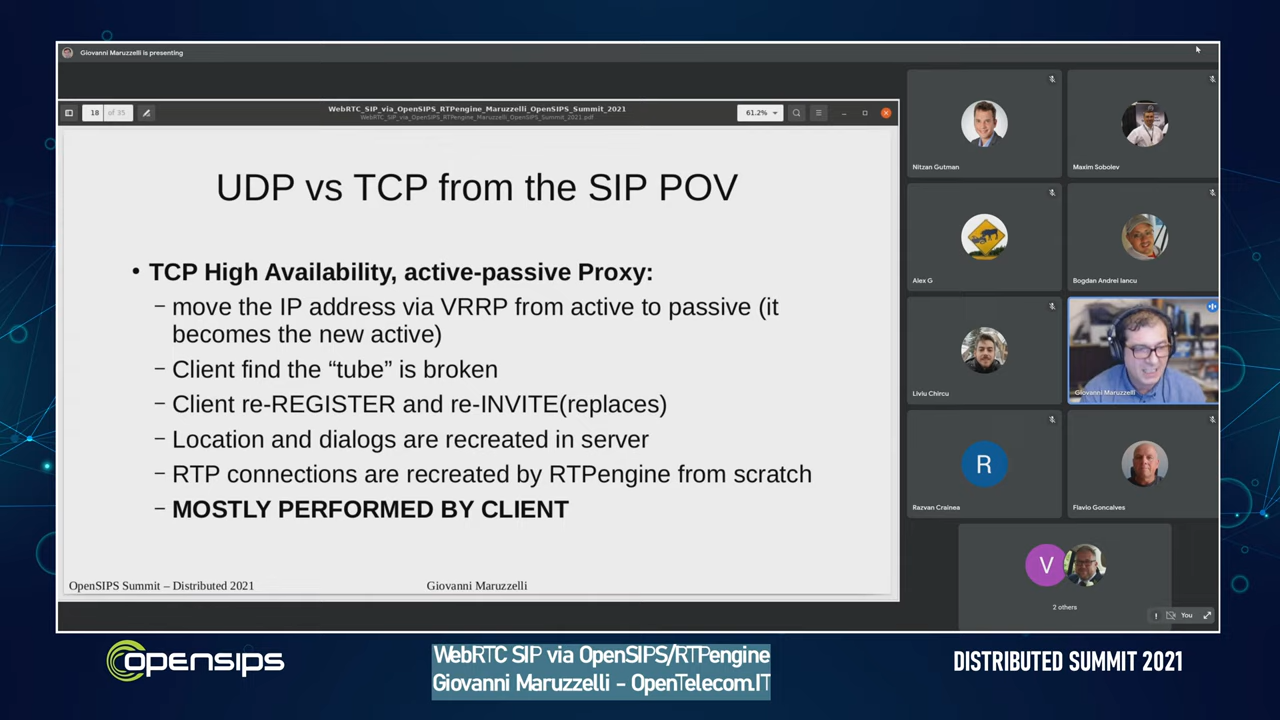 Giovanni Maruzzelli is presenting
18 of 35
WebRTC_SIP_via_OpenSIPS_RTPengine_Maruzzelli_OpenSIPS_Summit_2021
WebRTC_SIP_via_OpenSIPS_RTPengine_Maruzzelli_OpenSIPS_Summit_2021.pdf
61.2%
UDP vs TCP from the SIP POV
• TCP High Availability, active-passive Proxy:
– move the IP address via VRRP from active to passive (it
becomes the new active)
– Client find the “tube” is broken
– Client re-REGISTER and re-INVITE(replaces)
– Location and dialogs are recreated in server
– RTP connections are recreated by RTPengine from scratch
– MOSTLY PERFORMED BY CLIENT
OpenSIPS Summit – Distributed 2021
Giovanni Maruzzelli
Nitzan Gutman
Maxim Sobolev
Alex G
Bogdan Andrei Iancu
Liviu Chircu
Giovanni Maruzzelli
R
Razvan Crainea
Flavio Goncalves
V
2 others
You
opensips
WebRTC SIP via OpenSIPS/RTPengine
Giovanni Maruzzelli - OpenTelecom.IT
DISTRIBUTED SUMMIT 2021